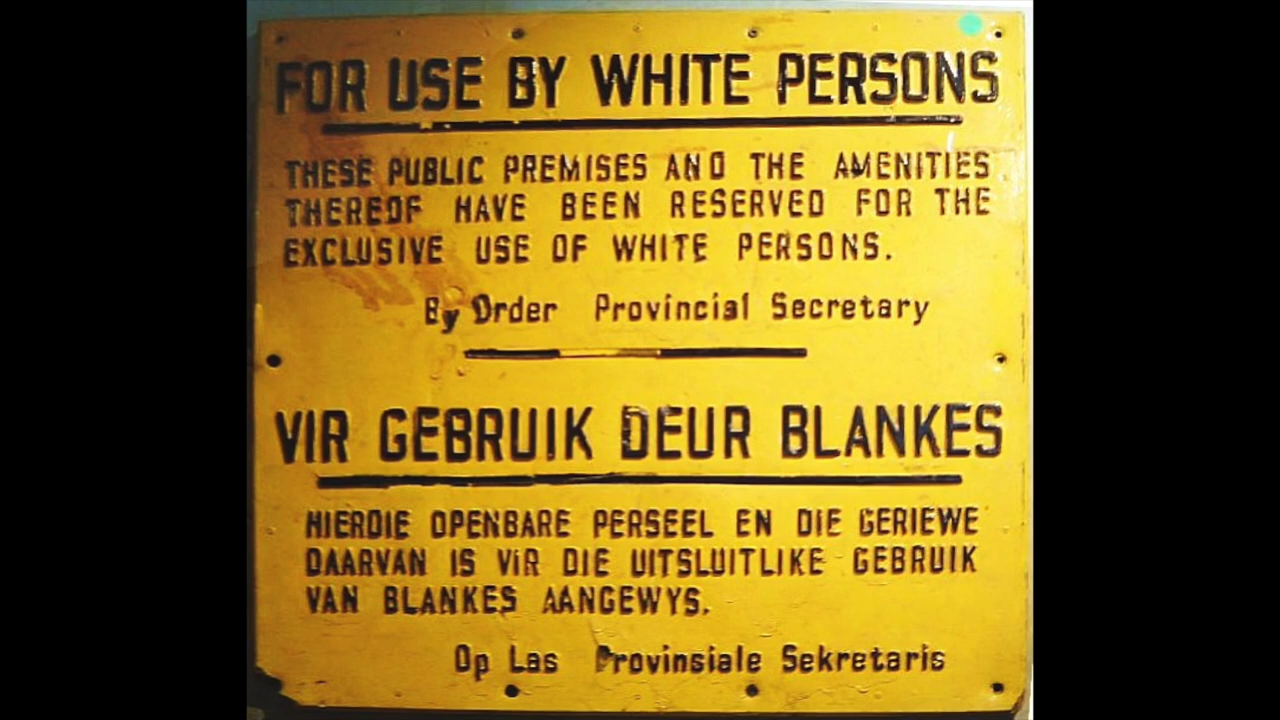 FOR USE BY WHITE PERSONS
THESE PUBLIC PREMISES AND THE AMENITIES
THEREOF HAVE BEEN RESERVED FOR THE
EXCLUSIVE USE OF WHITE PERSONS.
By Order Provincial Secretary
VIR GEBRUIK DEUR BLANKES
HIERDIE OPENBARE PERSEEL EN DIE GERIEWE
DAARVAN IS VIR DIE UITSLUITLIKE GEBRUIK
VAN BLANKES AANGEWYS.
Op Las Provinsiale Sekretaris